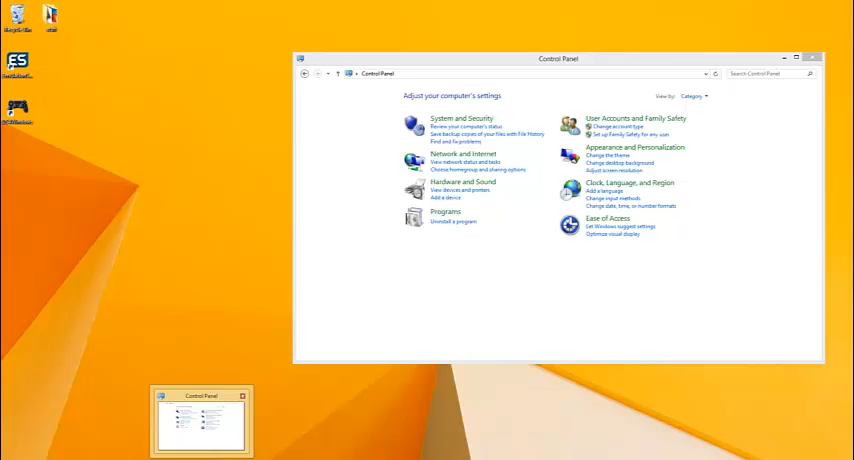 Recycle Bin
start
ES
Control Panel
Control Panel
Search Control Panel
Adjust your computer's settings
View by: Category
System and Security
Review your computer's status
Save backup copies of your files with File History
Find and fix problems
Network and Internet
View network status and tasks
Choose homegroup and sharing options
Hardware and Sound
View devices and printers
Add a device
Programs
Uninstall a program
User Accounts and Family Safety
Change account type
Set up Family Safety for any user
Appearance and Personalization
Change the theme
Change desktop background
Adjust screen resolution
Clock, Language, and Region
Add a language
Change input methods
Change date, time, or number formats
Ease of Access
Let Windows suggest settings
Optimize visual display
Control Panel